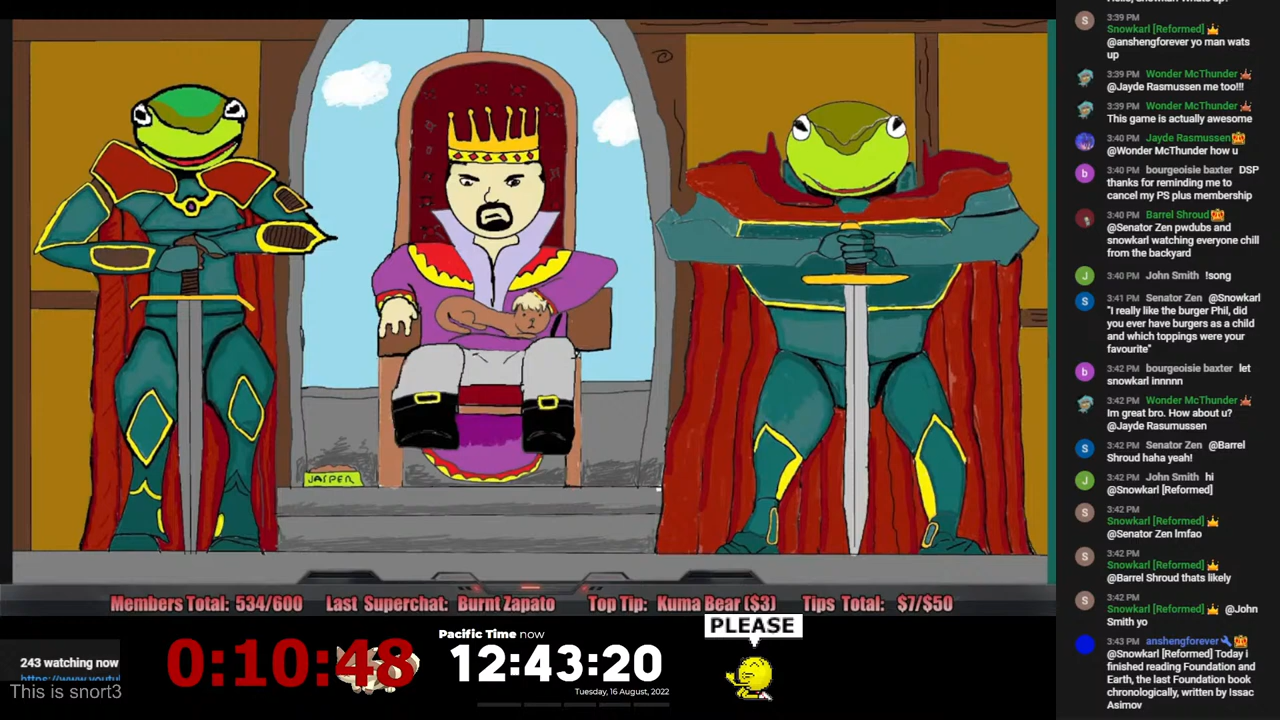 JASPER
Members Total: 534/600
Last Superchat: Burnt Zapato
Top Tip: Kuma Bear ($3)
Tips Total: $7/$50
243 watching now
This is snort3
0:10:48
Pacific Time now
12:43:20
Tuesday, 16 August, 2022
PLEASE
S
3:39 PM
Snowkarl [Reformed]
@anshengforever yo man wats
up
3:39 PM Wonder McThunder
@Jayde Rasmussen me too!!!
3:39 PM Wonder McThunder
This game is actually awesome
3:40 PM Jayde Rasmussen
@Wonder McThunder how u
b
3:40 PM bourgeoisie baxter DSP
thanks for reminding me to
cancel my PS plus membership
3:40 PM Barrel Shroud
@Senator Zen pwdubs and
snowkarl watching everyone chill
from the backyard
J
3:40 PM John Smith !song
S
3:41 PM Senator Zen @Snowkarl
"I really like the burger Phil, did
you ever have burgers as a child
and which toppings were your
favourite"
b
3:42 PM bourgeoisie baxter let
snowkarl innnnn
3:42 PM Wonder McThunder
Im great bro. How about u?
@Jayde Rasumussen
S
3:42 PM Senator Zen @Barrel
Shroud haha yeah!
J
3:42 PM John Smith hi
@Snowkarl [Reformed]
S
3:42 PM
Snowkarl [Reformed]
@Senator Zen lmfao
S
3:42 PM
Snowkarl [Reformed]
@Barrel Shroud thats likely
S
3:42 PM
Snowkarl [Reformed] @John
Smith yo
3:43 PM anshengforever
@Snowkarl [Reformed] Today i
finished reading Foundation and
Earth, the last Foundation book
chronologically, written by Issac
Asimov